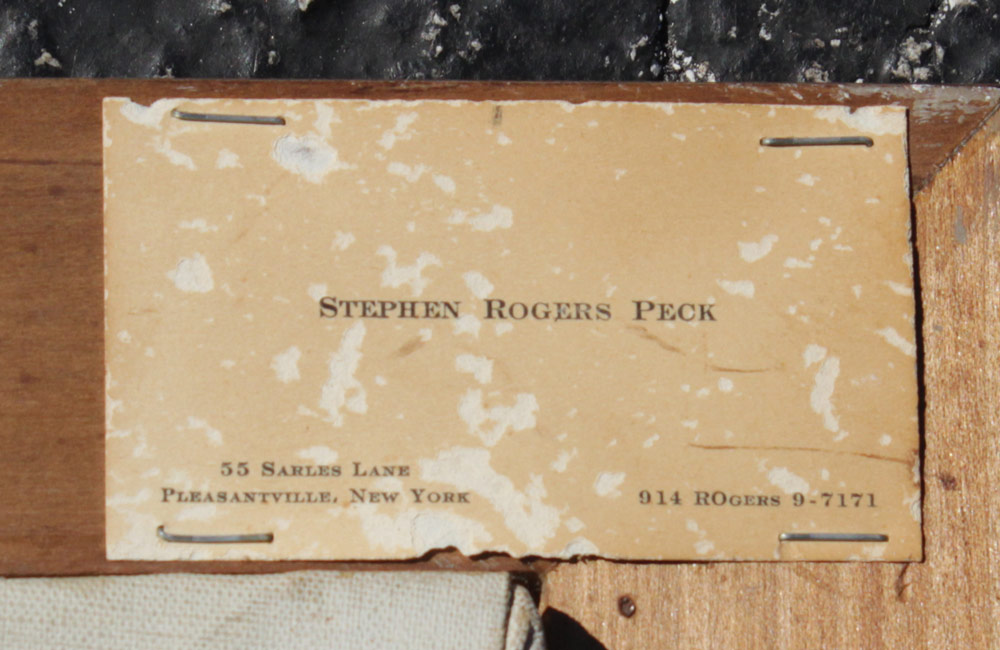 Stephen Rogers Peck
55 Sarles Lane
Pleasantville, New York
914 ROgers 9-7171